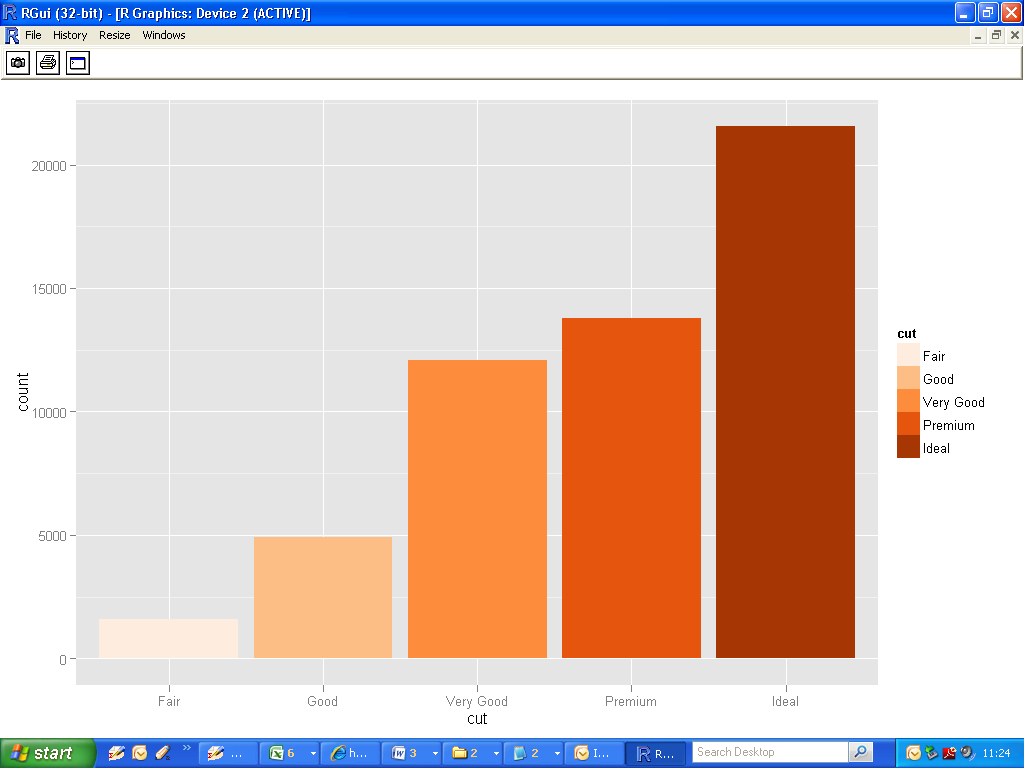 RGui (32-bit) - [R Graphics: Device 2 (ACTIVE)]
File History Resize Windows
20000
15000
10000
5000
0
count
Fair Good Very Good Premium Ideal
cut
cut
Fair
Good
Very Good
Premium
Ideal
start ... 6 h... 3 2 2 I... R... Search Desktop 11:24